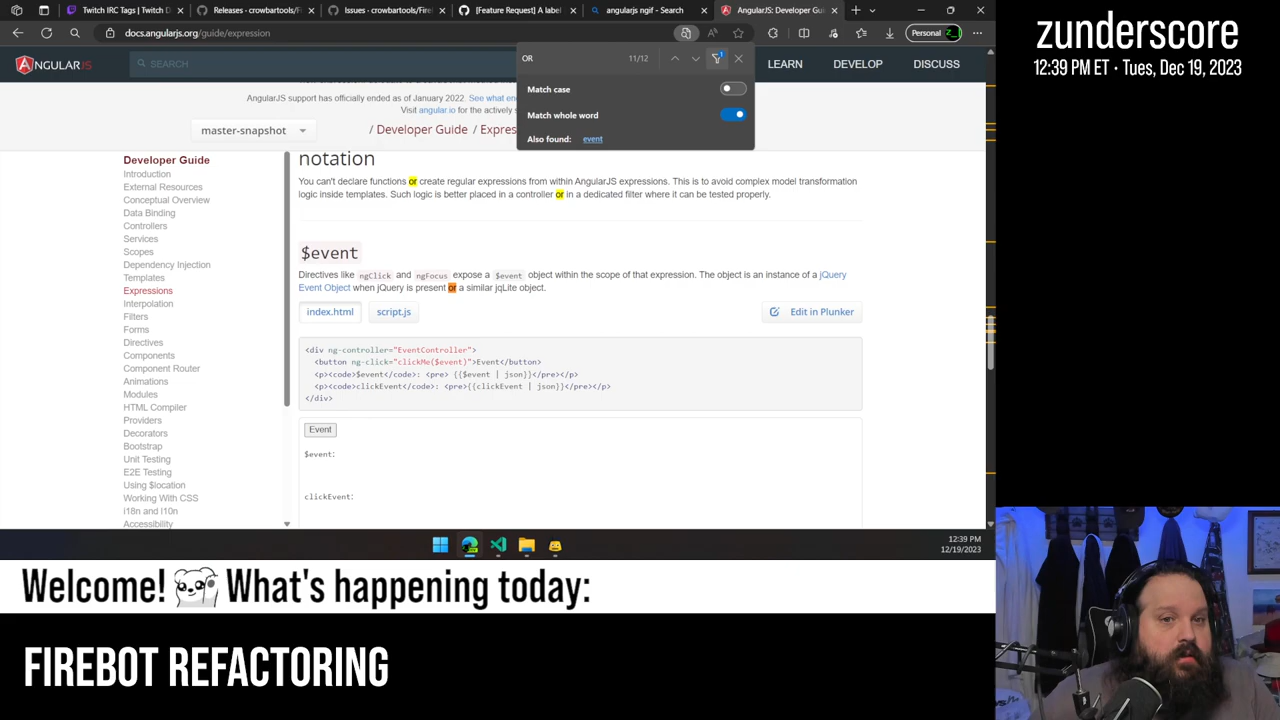 Twitch IRC Tags | Twitch D
Releases · crowbartools/Fi
Issues · crowbartools/Fire
[Feature Request] A label
angularjs ngif - Search
AngularJS: Developer Gui
docs.angularjs.org/guide/expression
Personal
OR
11/12
Match case
Match whole word
Also found: event
ANGULARJS
SEARCH
LEARN
DEVELOP
DISCUSS
AngularJS support has officially ended as of January 2022. See what en
Visit angular.io for the actively s
master-snapshot
/ Developer Guide / Expres
Developer Guide
Introduction
External Resources
Conceptual Overview
Data Binding
Controllers
Services
Scopes
Dependency Injection
Templates
Expressions
Interpolation
Filters
Forms
Directives
Components
Component Router
Animations
Modules
HTML Compiler
Providers
Decorators
Bootstrap
Unit Testing
E2E Testing
Using $location
Working With CSS
i18n and l10n
Accessibility
notation
You can't declare functions or create regular expressions from within AngularJS expressions. This is to avoid complex model transformation
logic inside templates. Such logic is better placed in a controller or in a dedicated filter where it can be tested properly.
$event
Directives like ngClick and ngFocus expose a $event object within the scope of that expression. The object is an instance of a jQuery
Event Object when jQuery is present or a similar jqLite object.
index.html
script.js
Edit in Plunker
<div ng-controller="EventController">
<button ng-click="clickMe($event)">Event</button>
<p><code>$event</code>: <pre> {{$event | json}}</pre></p>
<p><code>clickEvent</code>: <pre>{{clickEvent | json}}</pre></p>
</div>
Event
$event:
clickEvent:
12:39 PM
12/19/2023
zunderscore
12:39 PM ET · Tues, Dec 19, 2023
Welcome! What's happening today:
FIREBOT REFACTORING